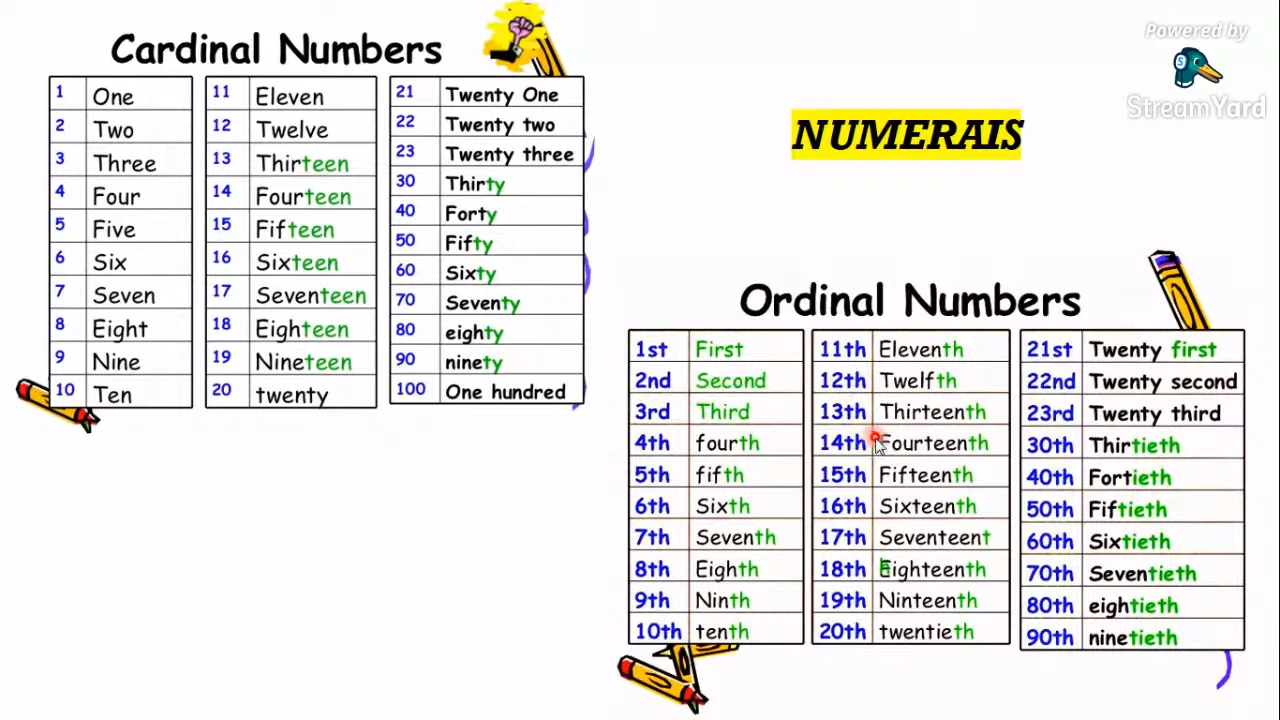 Cardinal Numbers
1 One
2 Two
3 Three
4 Four
5 Five
6 Six
7 Seven
8 Eight
9 Nine
10 Ten
11 Eleven
12 Twelve
13 Thirteen
14 Fourteen
15 Fifteen
16 Sixteen
17 Seventeen
18 Eighteen
19 Nineteen
20 twenty
21 Twenty One
22 Twenty two
23 Twenty three
30 Thirty
40 Forty
50 Fifty
60 Sixty
70 Seventy
80 eighty
90 ninety
100 One hundred
Powered by
StreamYard
NUMERAIS
Ordinal Numbers
1st First
2nd Second
3rd Third
4th fourth
5th fifth
6th Sixth
7th Seventh
8th Eighth
9th Ninth
10th tenth
11th Eleventh
12th Twelfth
13th Thirteenth
14th Fourteenth
15th Fifteenth
16th Sixteenth
17th Seventeent
h
18th Eighteenth
19th Ninteenth
20th twentieth
21st Twenty first
22nd Twenty second
23rd Twenty third
30th Thirtieth
40th Fortieth
50th Fiftieth
60th Sixtieth
70th Seventieth
80th eightieth
90th ninetieth